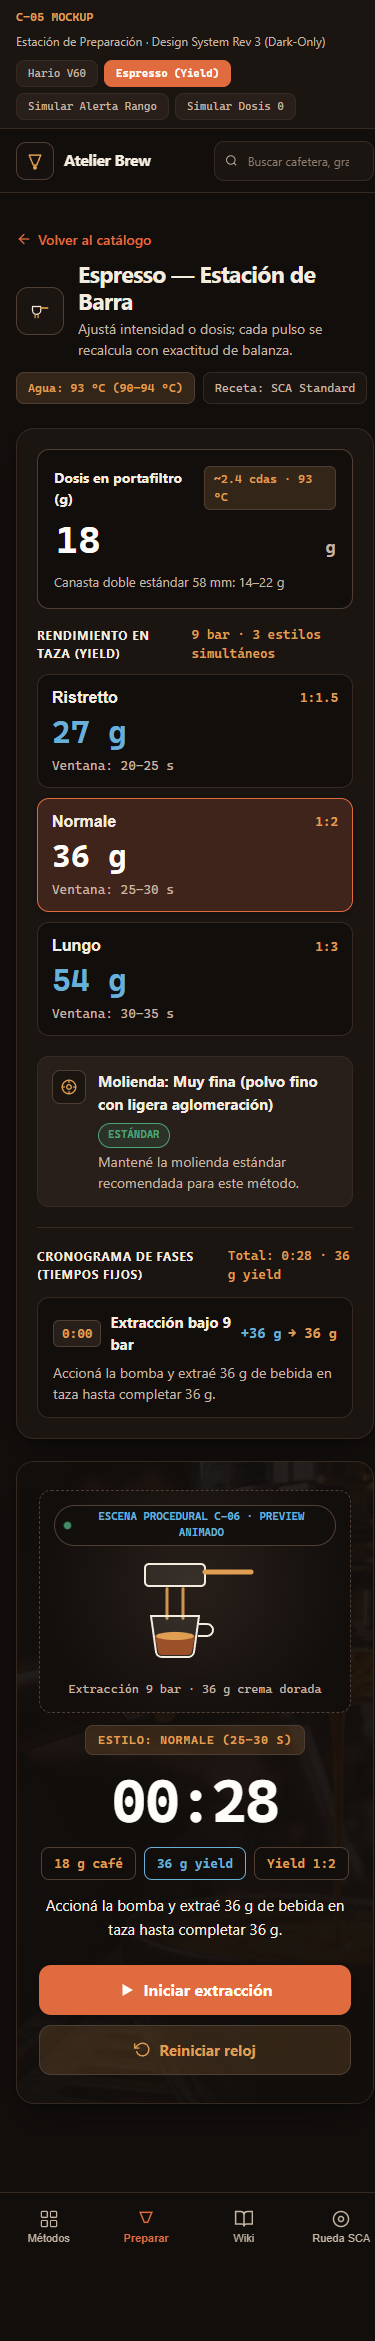 C-05 MOCKUP
Estación de Preparación · Design System Rev 3 (Dark-Only)
Hario V60
Espresso (Yield)
Simular Alerta Rango
Simular Dosis 0
Atelier Brew
Buscar cafetera, gra
← Volver al catálogo
Espresso — Estación de
Barra
Ajustá intensidad o dosis; cada pulso se
recalcula con exactitud de balanza.
Agua: 93 °C (90–94 °C)
Receta: SCA Standard
Dosis en portafiltro
(g)
~2.4 cdas · 93
°C
18
g
Canasta doble estándar 58 mm: 14–22 g
RENDIMIENTO EN
TAZA (YIELD)
9 bar · 3 estilos
simultáneos
Ristretto
1:1.5
27 g
Ventana: 20–25 s
Normale
1:2
36 g
Ventana: 25–30 s
Lungo
1:3
54 g
Ventana: 30–35 s
Molienda: Muy fina (polvo fino
con ligera aglomeración)
ESTÁNDAR
Mantené la molienda estándar
recomendada para este método.
CRONOGRAMA DE FASES
(TIEMPOS FIJOS)
Total: 0:28 · 36
g yield
0:00
Extracción bajo 9
bar
+36 g → 36 g
Accioná la bomba y extraé 36 g de bebida en
taza hasta completar 36 g.
ESCENA PROCEDURAL C-06 · PREVIEW
ANIMADO
Extracción 9 bar · 36 g crema dorada
ESTILO: NORMALE (25–30 S)
00:28
18 g café
36 g yield
Yield 1:2
Accioná la bomba y extraé 36 g de bebida en
taza hasta completar 36 g.
Iniciar extracción
Reiniciar reloj
Métodos
Preparar
Wiki
Rueda SCA